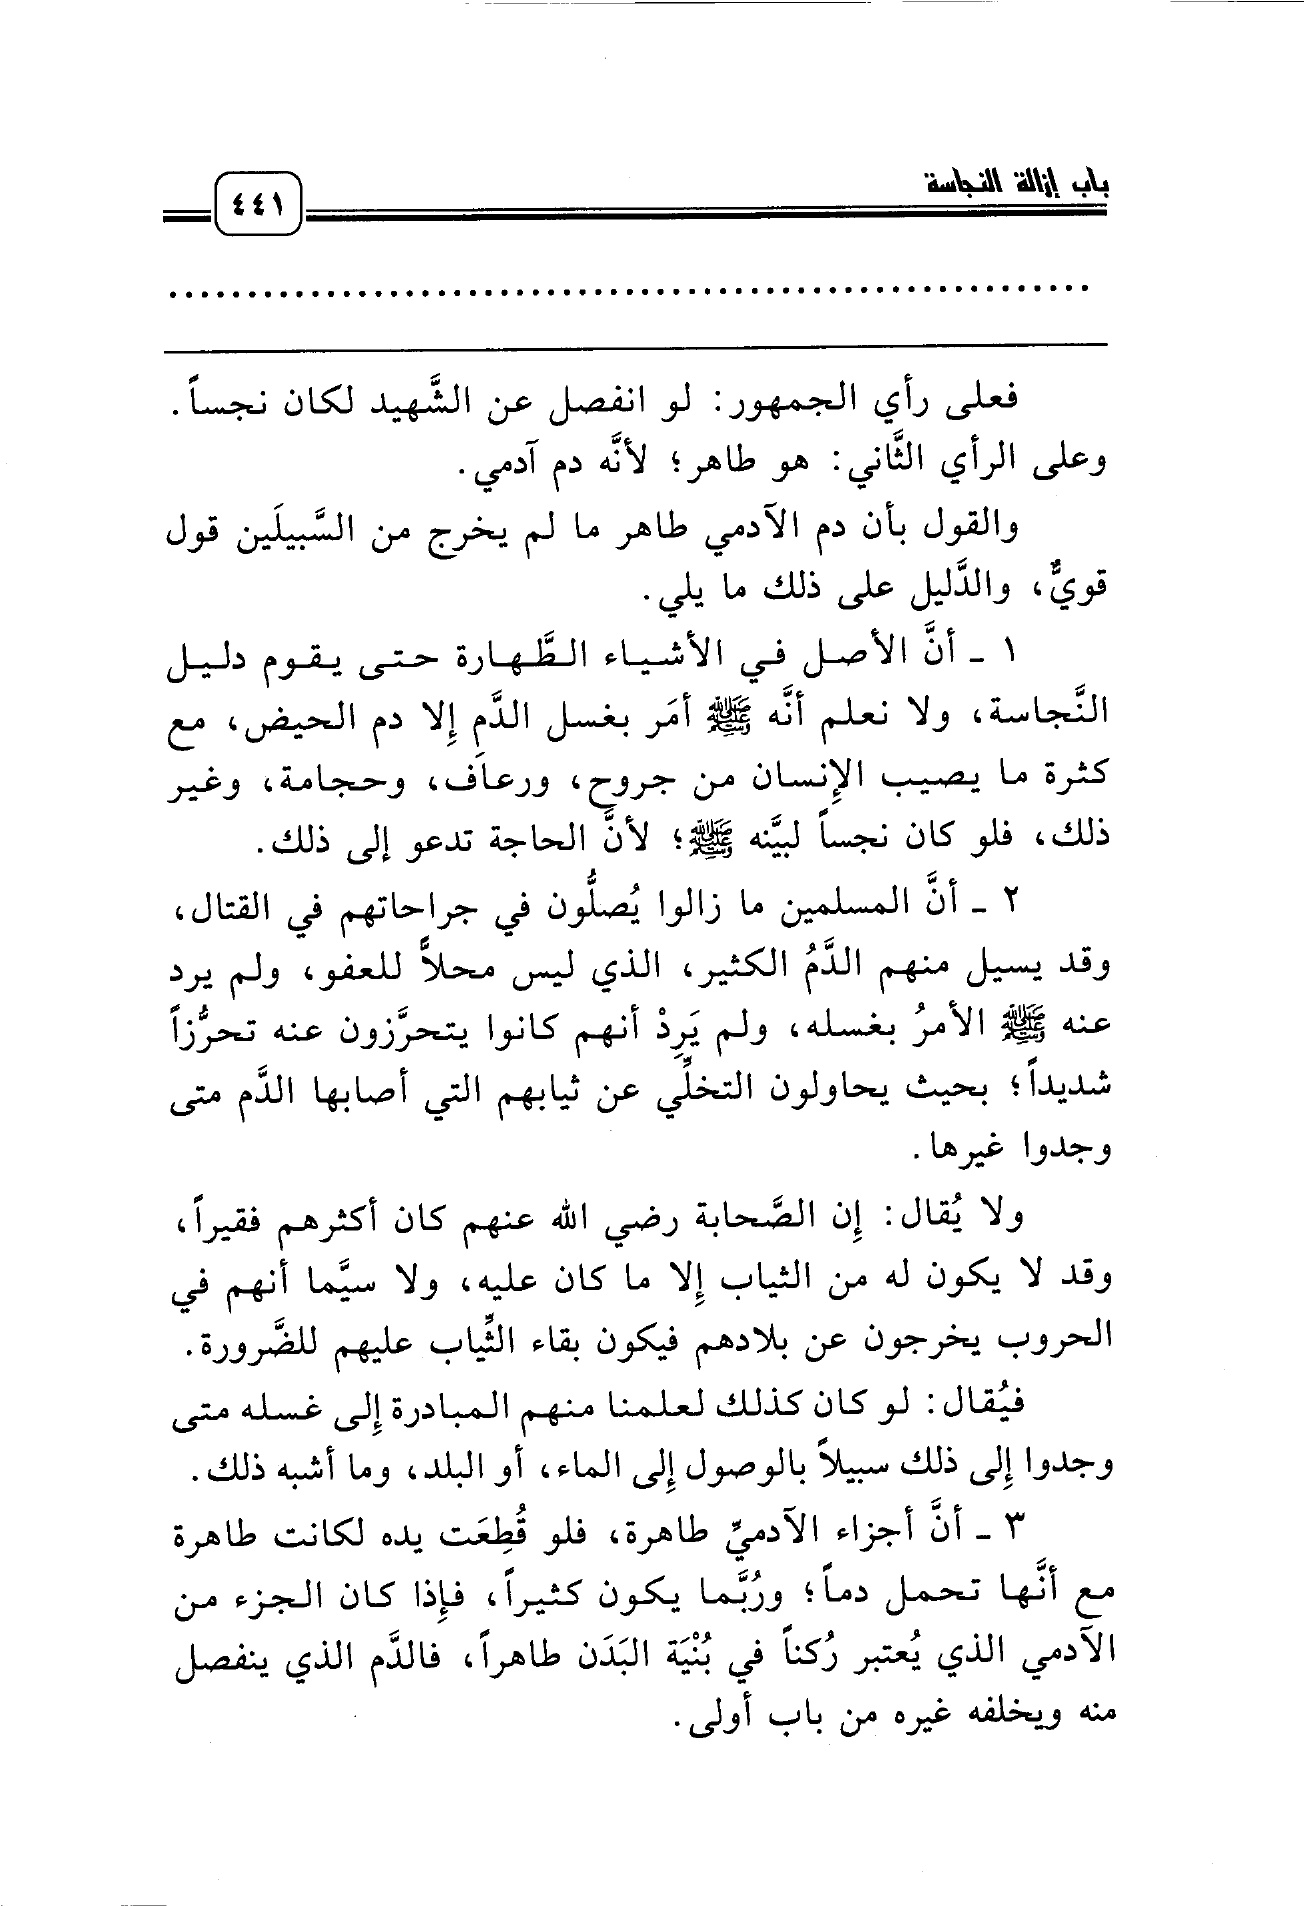 باب إزالة النجاسة
٤٤١
فعلى رأي الجمهور: لو انفصل عن الشَّهيد لكان نجساً.
وعلى الرأي الثَّاني: هو طاهر؛ لأنَّه دم آدمي.
والقول بأن دم الآدمي طاهر ما لم يخرج من السَّبيلَين قول
قويٌّ، والدَّليل على ذلك ما يلي.
١ ـ أنَّ الأصل في الأشياء الطَّهارة حتى يقوم دليل
النَّجاسة، ولا نعلم أنَّه ﷺ أمَر بغسل الدَّم إِلا دم الحيض، مع
كثرة ما يصيب الإِنسان من جروح، ورعاَف، وحجامة، وغير
ذلك، فلو كان نجساً لبيَّنه ﷺ؛ لأنَّ الحاجة تدعو إلى ذلك.
٢ ـ أنَّ المسلمين ما زالوا يُصلُّون في جراحاتهم في القتال،
وقد يسيل منهم الدَّمُ الكثير، الذي ليس محلاًّ للعفو، ولم يرد
عنه ﷺ الأمرُ بغسله، ولم يَرِدْ أنهم كانوا يتحرَّزون عنه تحرُّزاً
شديداً؛ بحيث يحاولون التخلِّي عن ثيابهم التي أصابها الدَّم متى
وجدوا غيرها.
ولا يُقال: إِن الصَّحابة رضي الله عنهم كان أكثرهم فقيراً،
وقد لا يكون له من الثياب إِلا ما كان عليه، ولا سيَّما أنهم في
الحروب يخرجون عن بلادهم فيكون بقاء الثِّياب عليهم للضَّرورة.
فيُقال: لو كان كذلك لعلمنا منهم المبادرة إِلى غسله متى
وجدوا إِلى ذلك سبيلاً بالوصول إِلى الماء، أو البلد، وما أشبه ذلك.
٣ ـ أنَّ أجزاء الآدميِّ طاهرة، فلو قُطِعَت يده لكانت طاهرة
مع أنَّها تحمل دماً؛ ورُبَّما يكون كثيراً، فإِذا كان الجزء من
الآدمي الذي يُعتبر رُكناً في بُنْيَة البَدَن طاهراً، فالدَّم الذي ينفصل
منه ويخلفه غيره من باب أولى.